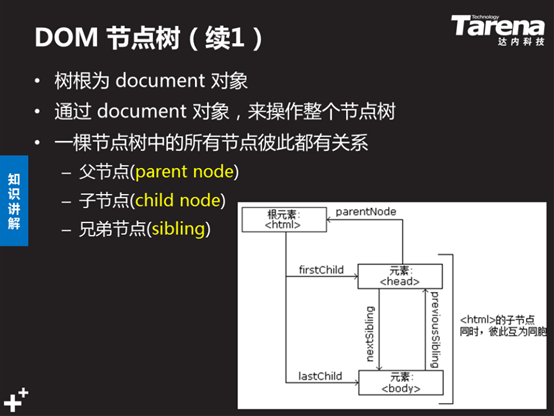 DOM 节点树（续1）
Technology
Tarena
达内科技
• 树根为 document 对象
• 通过 document 对象，来操作整个节点树
• 一棵节点树中的所有节点彼此都有关系
– 父节点(parent node)
– 子节点(child node)
– 兄弟节点(sibling)
知识讲解
根元素:
<html>
parentNode
firstChild
元素:
<head>
nextSibling
previousSibling
<html>的子节点
同时，彼此互为同胞
lastChild
元素:
<body>